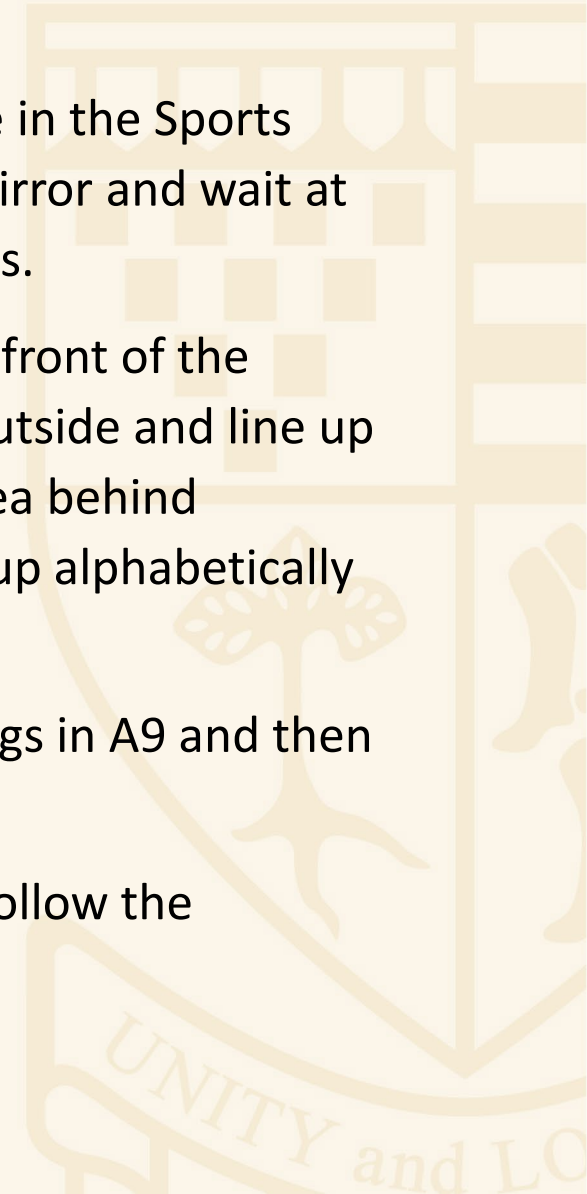 e in the Sports
irror and wait at
s.
front of the
utside and line up
ea behind
up alphabetically
gs in A9 and then
ollow the
UNITY and LO